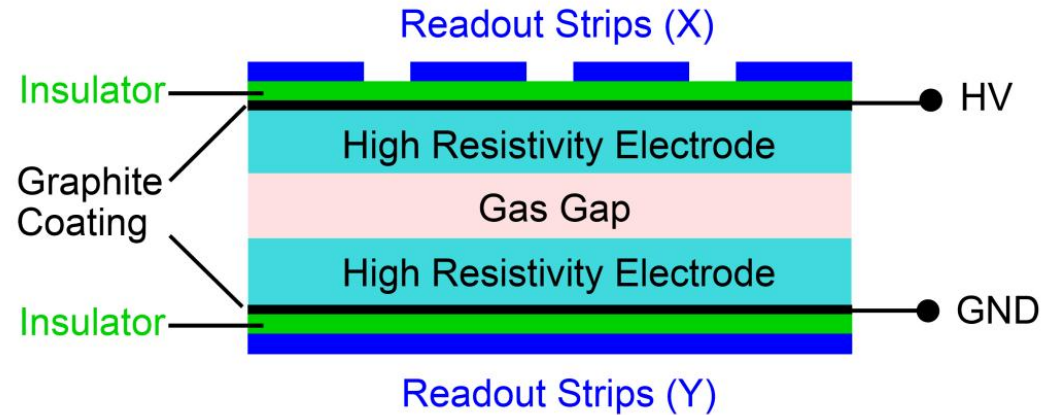 Readout Strips (X)
Insulator
HV
High Resistivity Electrode
Graphite
Coating
Gas Gap
High Resistivity Electrode
Insulator
GND
Readout Strips (Y)